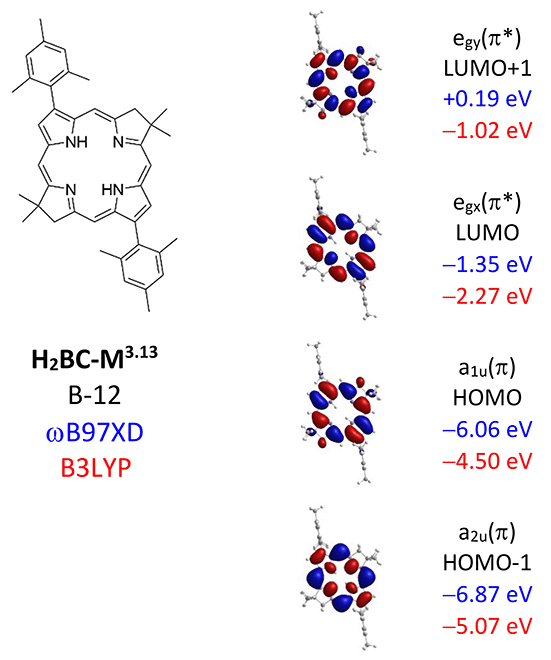 NH
N
N
HN
H₂BC-M³·¹³
B-12
ωB97XD
B3LYP
e_gy(π*)
LUMO+1
+0.19 eV
−1.02 eV
e_gx(π*)
LUMO
−1.35 eV
−2.27 eV
a₁ᵤ(π)
HOMO
−6.06 eV
−4.50 eV
a₂ᵤ(π)
HOMO-1
−6.87 eV
−5.07 eV